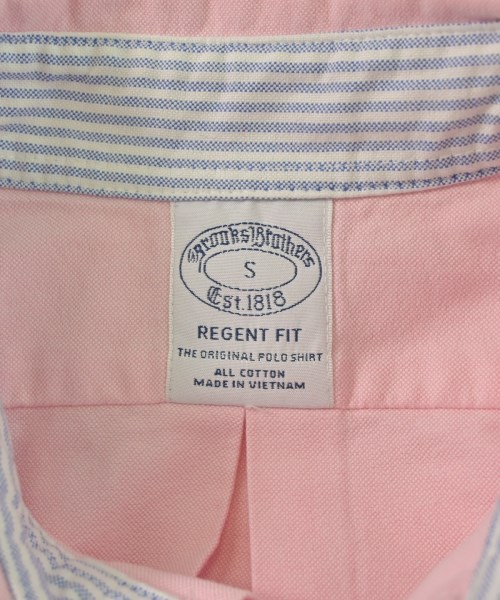 Brooks Brothers
S
Est. 1818
REGENT FIT
THE ORIGINAL POLO SHIRT
ALL COTTON
MADE IN VIETNAM